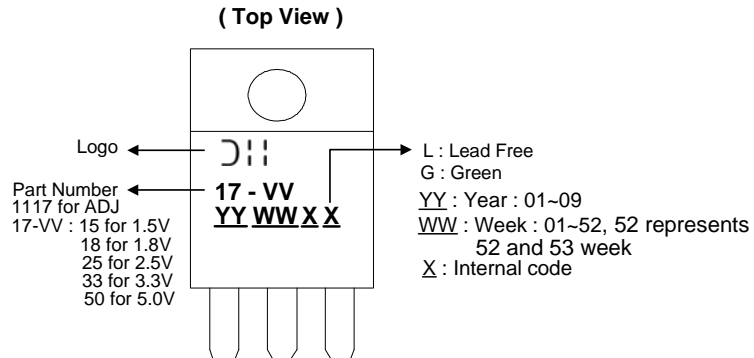 ( Top View )
Logo
17 - VV
YY WW X X
Part Number
1117 for ADJ
17-VV : 15 for 1.5V
18 for 1.8V
25 for 2.5V
33 for 3.3V
50 for 5.0V
L : Lead Free
G : Green
YY : Year : 01~09
WW : Week : 01~52, 52 represents
52 and 53 week
X : Internal code